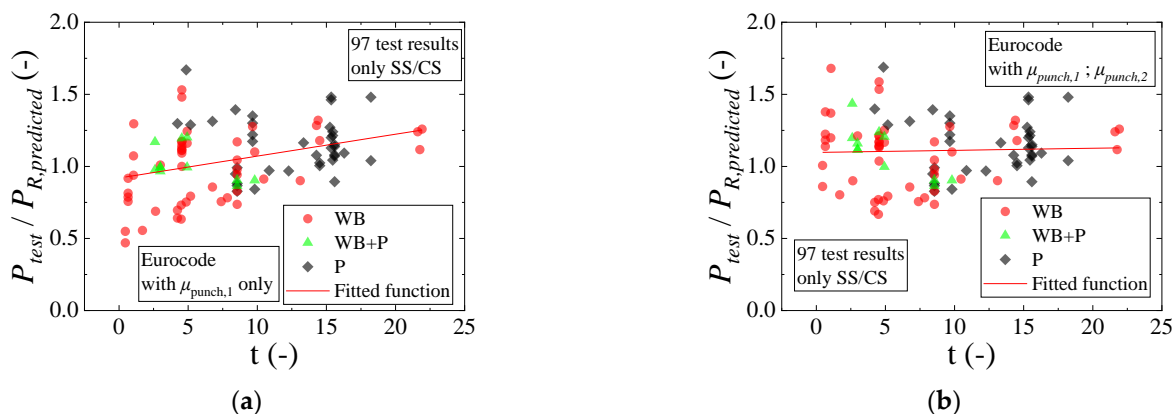 2.0
1.5
1.0
0.5
0.0
P_test / P_R,predicted (-)
97 test results
only SS/CS
Eurocode
with μ_punch,1 only
WB
WB+P
P
Fitted function
0 5 10 15 20 25
t (-)
(a)
2.0
1.5
1.0
0.5
0.0
P_test / P_R,predicted (-)
Eurocode
with μ_punch,1 ; μ_punch,2
97 test results
only SS/CS
WB
WB+P
P
Fitted function
0 5 10 15 20 25
t (-)
(b)